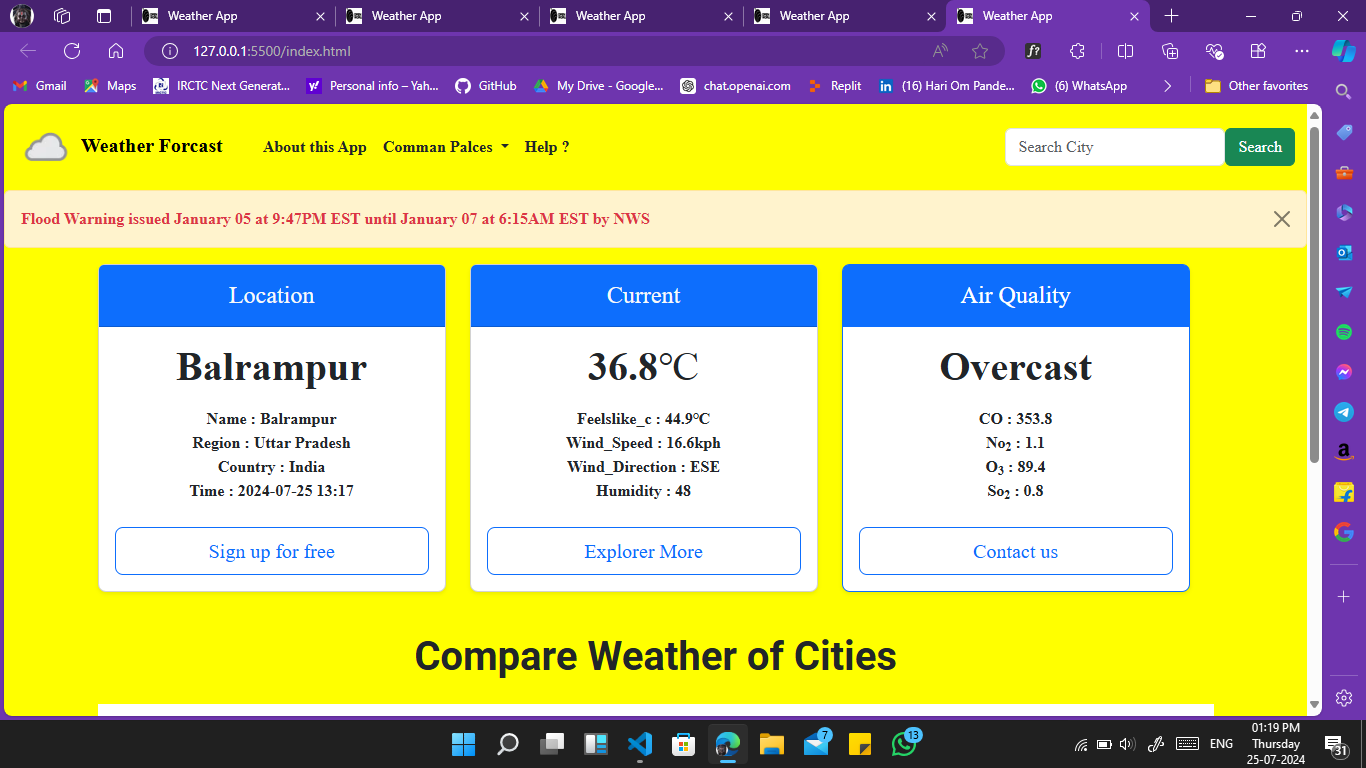 Weather App
Weather App
Weather App
Weather App
Weather App
127.0.0.1:5500/index.html
Gmail
Maps
IRCTC Next Generat...
Personal info – Yah...
GitHub
My Drive - Google...
chat.openai.com
Replit
(16) Hari Om Pande...
(6) WhatsApp
Other favorites
Weather Forcast
About this App
Comman Palces
Help ?
Search City
Search
Flood Warning issued January 05 at 9:47PM EST until January 07 at 6:15AM EST by NWS
Location
Balrampur
Name : Balrampur
Region : Uttar Pradesh
Country : India
Time : 2024-07-25 13:17
Sign up for free
Current
36.8℃
Feelslike_c : 44.9℃
Wind_Speed : 16.6kph
Wind_Direction : ESE
Humidity : 48
Explorer More
Air Quality
Overcast
CO : 353.8
No₂ : 1.1
O₃ : 89.4
So₂ : 0.8
Contact us
Compare Weather of Cities
7
13
ENG
01:19 PM
Thursday
25-07-2024
31